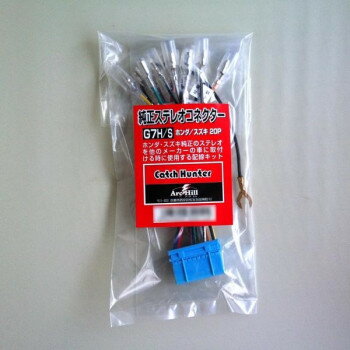 純正ステレオコネクター
G7H/S ホンダ/スズキ 20P
ホンダ・スズキ純正のステレオ
を他のメーカーの車に取付
ける時に使用する配線キット
Catch Hunter
Arc Hill